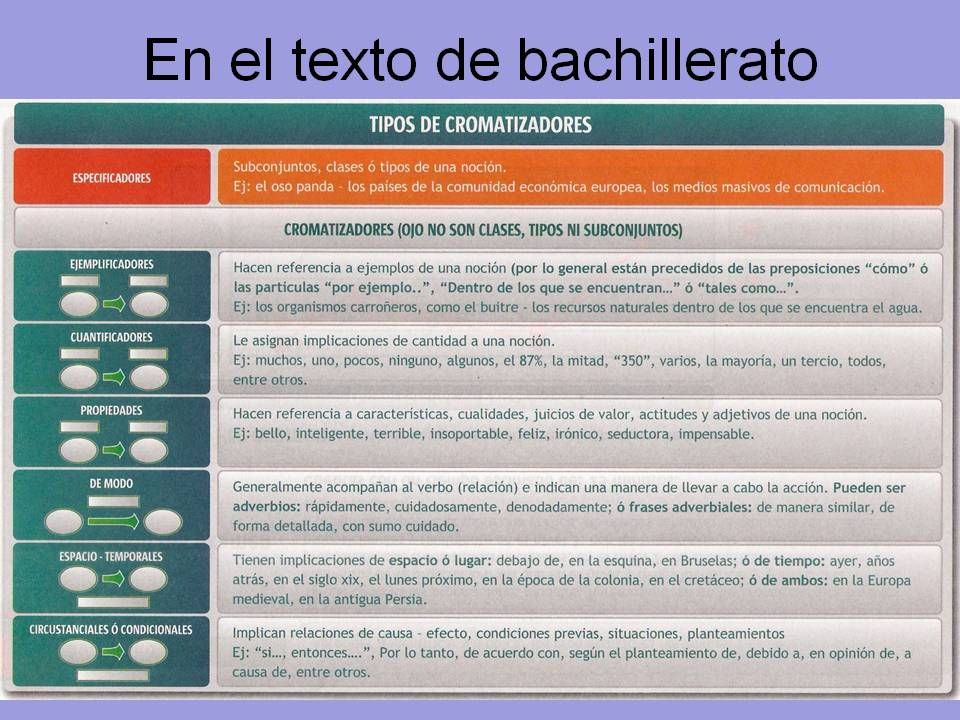 En el texto de bachillerato
TIPOS DE CROMATIZADORES
ESPECIFICADORES
Subconjuntos, clases ó tipos de una noción.
Ej: el oso panda - los países de la comunidad económica europea, los medios masivos de comunicación.
CROMATIZADORES (OJO NO SON CLASES, TIPOS NI SUBCONJUNTOS)
EJEMPLIFICADORES
Hacen referencia a ejemplos de una noción (por lo general están precedidos de las preposiciones “cómo” ó
las partículas “por ejemplo..”, “Dentro de los que se encuentran…” ó “tales como…”.
Ej: los organismos carroñeros, como el buitre - los recursos naturales dentro de los que se encuentra el agua.
CUANTIFICADORES
Le asignan implicaciones de cantidad a una noción.
Ej: muchos, uno, pocos, ninguno, algunos, el 87%, la mitad, “350”, varios, la mayoría, un tercio, todos,
entre otros.
PROPIEDADES
Hacen referencia a características, cualidades, juicios de valor, actitudes y adjetivos de una noción.
Ej: bello, inteligente, terrible, insoportable, feliz, irónico, seductora, impensable.
DE MODO
Generalmente acompañan al verbo (relación) e indican una manera de llevar a cabo la acción. Pueden ser
adverbios: rápidamente, cuidadosamente, denodadamente; ó frases adverbiales: de manera similar, de
forma detallada, con sumo cuidado.
ESPACIO - TEMPORALES
Tienen implicaciones de espacio ó lugar: debajo de, en la esquina, en Bruselas; ó de tiempo: ayer, años
atrás, en el siglo xix, el lunes próximo, en la época de la colonia, en el cretáceo; ó de ambos: en la Europa
medieval, en la antigua Persia.
CIRCUSTANCIALES Ó CONDICIONALES
Implican relaciones de causa - efecto, condiciones previas, situaciones, planteamientos
Ej: “si…, entonces….”, Por lo tanto, de acuerdo con, según el planteamiento de, debido a, en opinión de, a
causa de, entre otros.